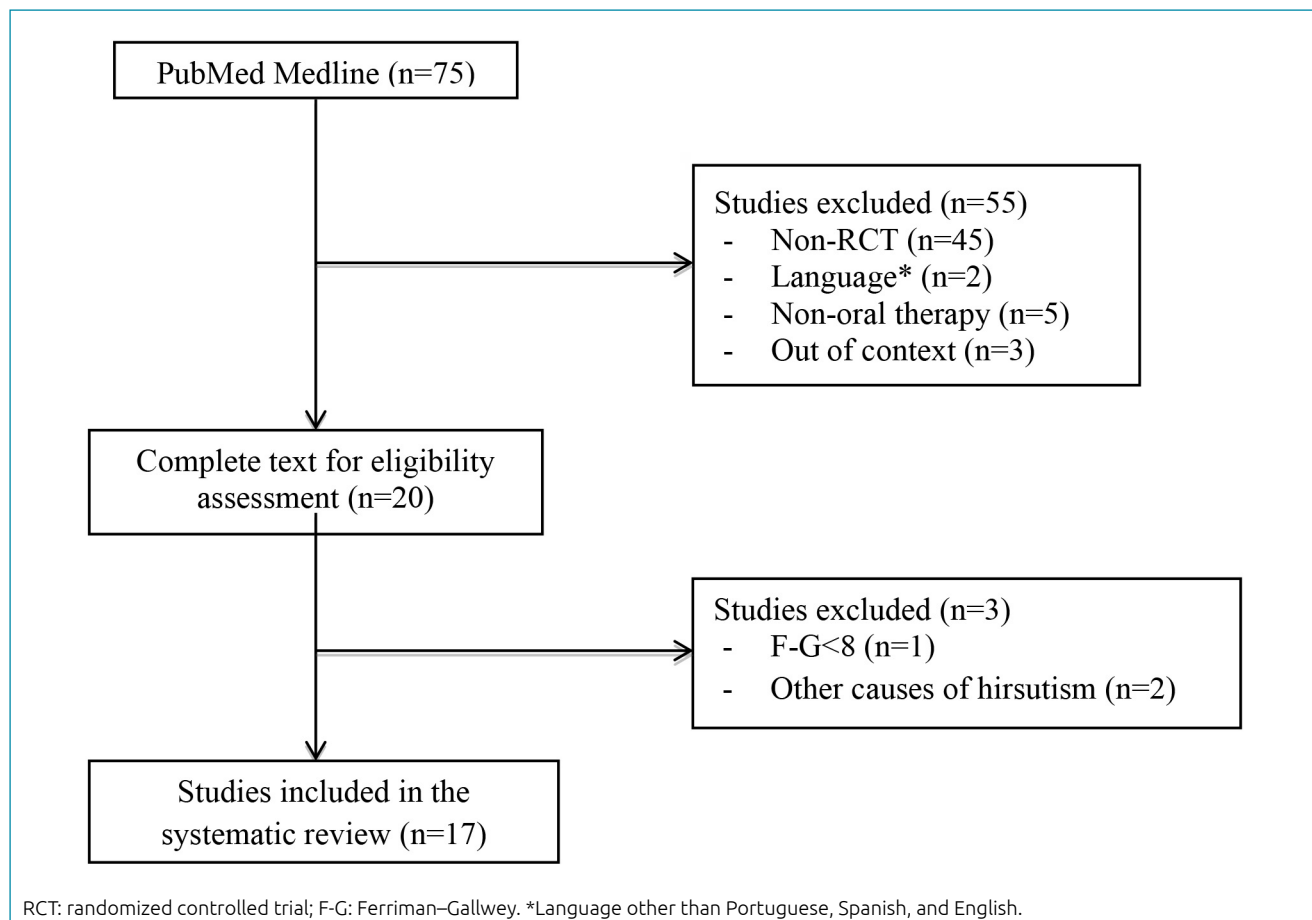 PubMed Medline (n=75)
Studies excluded (n=55)
- Non-RCT (n=45)
- Language* (n=2)
- Non-oral therapy (n=5)
- Out of context (n=3)
Complete text for eligibility
assessment (n=20)
Studies excluded (n=3)
- F-G<8 (n=1)
- Other causes of hirsutism (n=2)
Studies included in the
systematic review (n=17)
RCT: randomized controlled trial; F-G: Ferriman–Gallwey. *Language other than Portuguese, Spanish, and English.